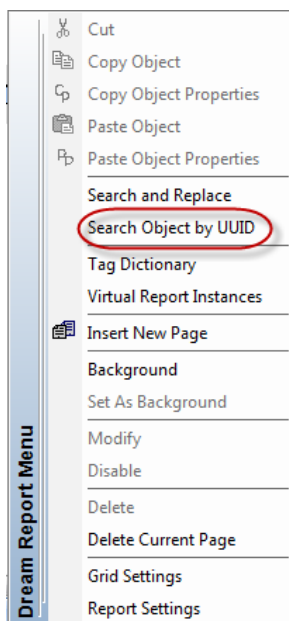 Cut
Copy Object
Copy Object Properties
Paste Object
Paste Object Properties
Search and Replace
Search Object by UUID
Tag Dictionary
Virtual Report Instances
Insert New Page
Background
Set As Background
Modify
Disable
Delete
Delete Current Page
Grid Settings
Report Settings
Dream Report Menu